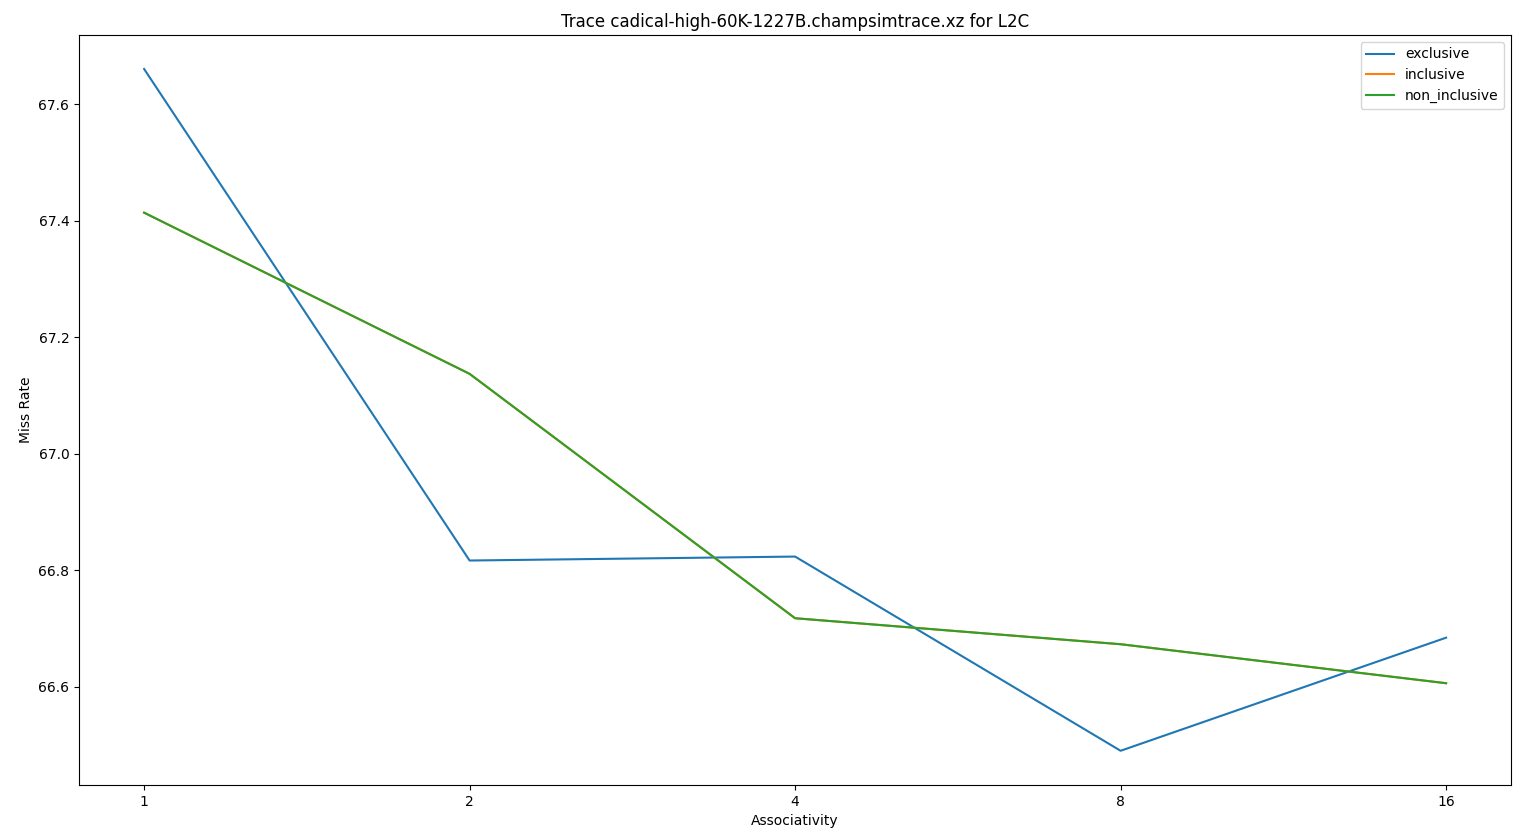 Trace cadical-high-60K-1227B.champsimtrace.xz for L2C
exclusive
inclusive
non_inclusive
67.6
67.4
67.2
67.0
66.8
66.6
Miss Rate
1 2 4 8 16
Associativity